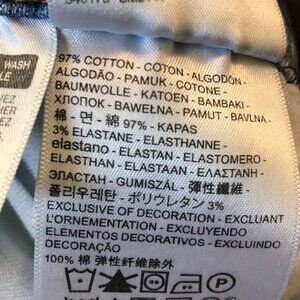 WASH
97% COTTON - COTON - ALGODÓN
ALGODÃO - PAMUK - COTONE -
BAUMWOLLE - KATOEN - BAMBAKI -
ХЛОПОК - BAWEŁNA - PAMUT - BAVLNA
棉 - 면 - 綿 97% - KAPAS
3% ELASTANE - ELASTHANNE -
elastano - ELASTAN - ELASTOMERO -
ELASTHAN - ELASTAAN - ELASTAN -
ЭЛАСТАН - GUMISZÁL - 弹性纖維 -
폴리우레탄 - ポリウレタン 3%
EXCLUSIVE OF DECORATION - EXCLUANT
L'ORNEMENTATION - EXCLUYENDO
ELEMENTOS DECORATIVOS - EXCLUINDO
DECORAÇÃO
100% 棉 弹性纤维除外